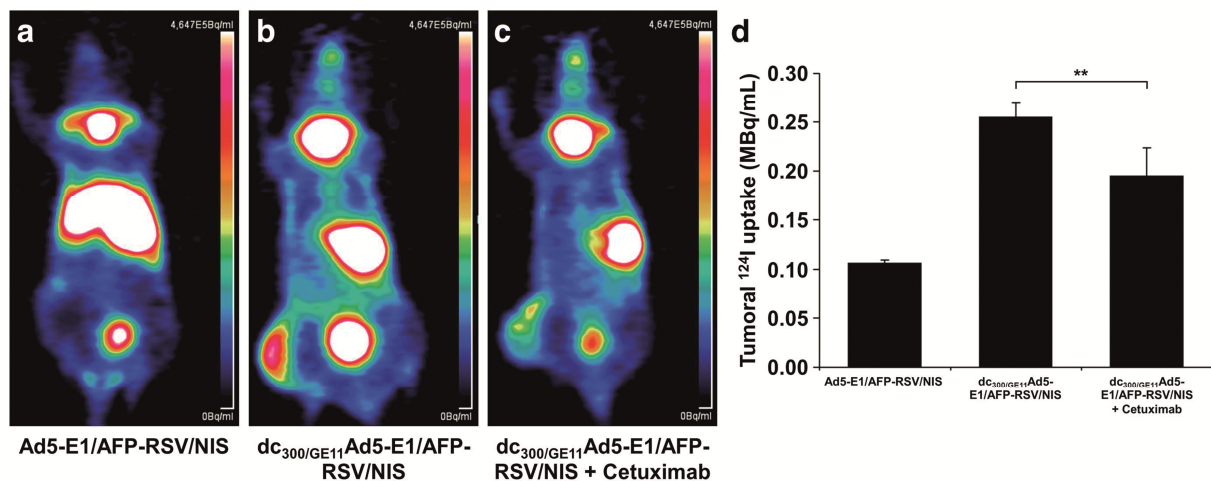 a
4,647E5Bq/ml
0Bq/ml
Ad5-E1/AFP-RSV/NIS
b
4,647E5Bq/ml
0Bq/ml
dc300/GE11Ad5-E1/AFP-
RSV/NIS
c
4,647E5Bq/ml
0Bq/ml
dc300/GE11Ad5-E1/AFP-
RSV/NIS + Cetuximab
d
Tumoral 124I uptake (MBq/mL)
0.30
0.25
0.20
0.15
0.10
0.05
0.00
**
Ad5-E1/AFP-RSV/NIS
dc300/GE11Ad5-
E1/AFP-RSV/NIS
dc300/GE11Ad5-
E1/AFP-RSV/NIS
+ Cetuximab